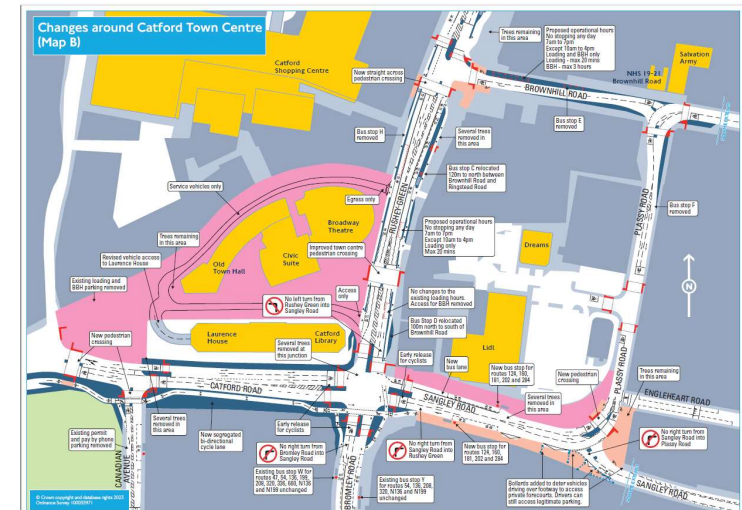 Changes around Catford Town Centre
(Map B)
Catford
Shopping Centre
Trees remaining
in this area
Proposed operational hours
No stopping any day
7am to 7pm
Except 10am to 4pm
Loading and BBH only
Loading - max 20 mins
BBH - max 3 hours
Salvation
Army
NHS 19-21
Brownhill Road
New straight across
pedestrian crossing
BROWNHILL ROAD
Bus stop E
removed
Bus stop H
removed
Several trees
removed in
this area
Bus stop C relocated
120m to north between
Brownhill Road and
Ringstead Road
Service vehicles only
Egress only
RUSHEY GREEN
Bus stop F
removed
PLASSY ROAD
Trees remaining
in this area
Broadway
Theatre
Proposed operational hours
No stopping any day
7am to 7pm
Except 10am to 4pm
Loading only
Max 20 mins
Revised vehicle access
to Laurence House
Civic
Suite
Old
Town Hall
Improved town centre
pedestrian crossing
Dreams
N
Existing loading and
BBH parking removed
Access
only
No left turn from
Rushey Green into
Sangley Road
No changes to the
existing loading hours.
Access for BBH removed
Laurence
House
Catford
Library
Bus Stop D relocated
100m north to south of
Brownhill Road
Lidl
New pedestrian
crossing
Several trees
removed at
this junction
Early release
for cyclists
New
bus lane
New bus stop for
routes 124, 160,
181, 202 and 284
New pedestrian
crossing
PLASSY ROAD
Trees remaining
in this area
CATFORD ROAD
SANGLEY ROAD
Several trees
removed in
this area
ENGLEHEART ROAD
Existing permit
and pay by phone
parking removed
Several trees
removed in
this area
New segregated
bi-directional
cycle lane
Early release
for cyclists
No right turn from
Bromley Road into
Sangley Road
No right turn from
Sangley Road into
Rushey Green
New bus stop for
routes 124, 160,
181, 202 and 284
No right turn from
Sangley Road into
Plassy Road
CANADIAN
AVENUE
BROMLEY ROAD
Existing bus stop W for
routes 47, 54, 136, 199,
208, 320, 336, 600, N136
and N199 unchanged
Existing bus stop Y
for routes 54, 136, 208,
320, N136 and N199
unchanged
Bollards added to deter vehicles
driving over footway to access
private forecourts. Drivers can
still access legitimate crossings.
SANGLEY ROAD
© Crown copyright and database rights 2023
Ordnance Survey 100050971